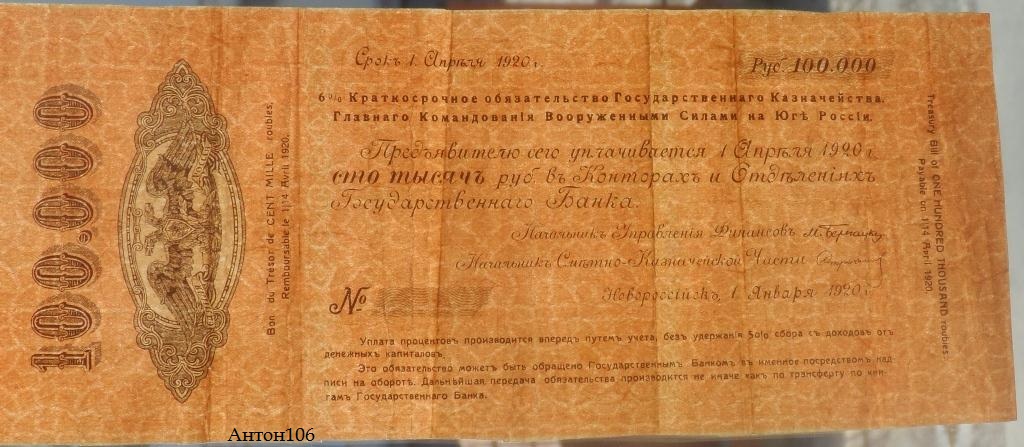 100.000
Bon du Trésor de CENT MILLE roubles.
Remboursable le 1|14 Avril 1920.
Срокъ 1. Апрѣля 1920 г.
Руб. 100.000
6% Краткосрочное обязательство Государственнаго Казначейства.
Главнаго Командованія Вооруженными Силами на Югѣ Россіи.
Предъявителю сего уплачивается 1 Апрѣля 1920 г.
сто тысячъ руб. въ Конторахъ и Отдѣленіяхъ
Государственнаго Банка.
Начальникъ Управленія Финансовъ
Начальникъ Смѣтно-Казначейской Части
№
Новороссійскъ, 1 Января 1920 г.
Уплата процентовъ производится впередъ путемъ учета, безъ удержанія 5% сбора съ доходовъ отъ
денежныхъ капиталовъ.
Это обязательство можетъ быть обращено Государственнымъ Банкомъ въ именное посредствомъ над-
писи на оборотѣ. Дальнѣйшая передача обязательства производится не иначе какъ по трансферту по кни-
гамъ Государственнаго Банка.
Treasury Bill of ONE HUNDRED THOUSAND roubles.
Payable on 1|14 April 1920.
Антон106